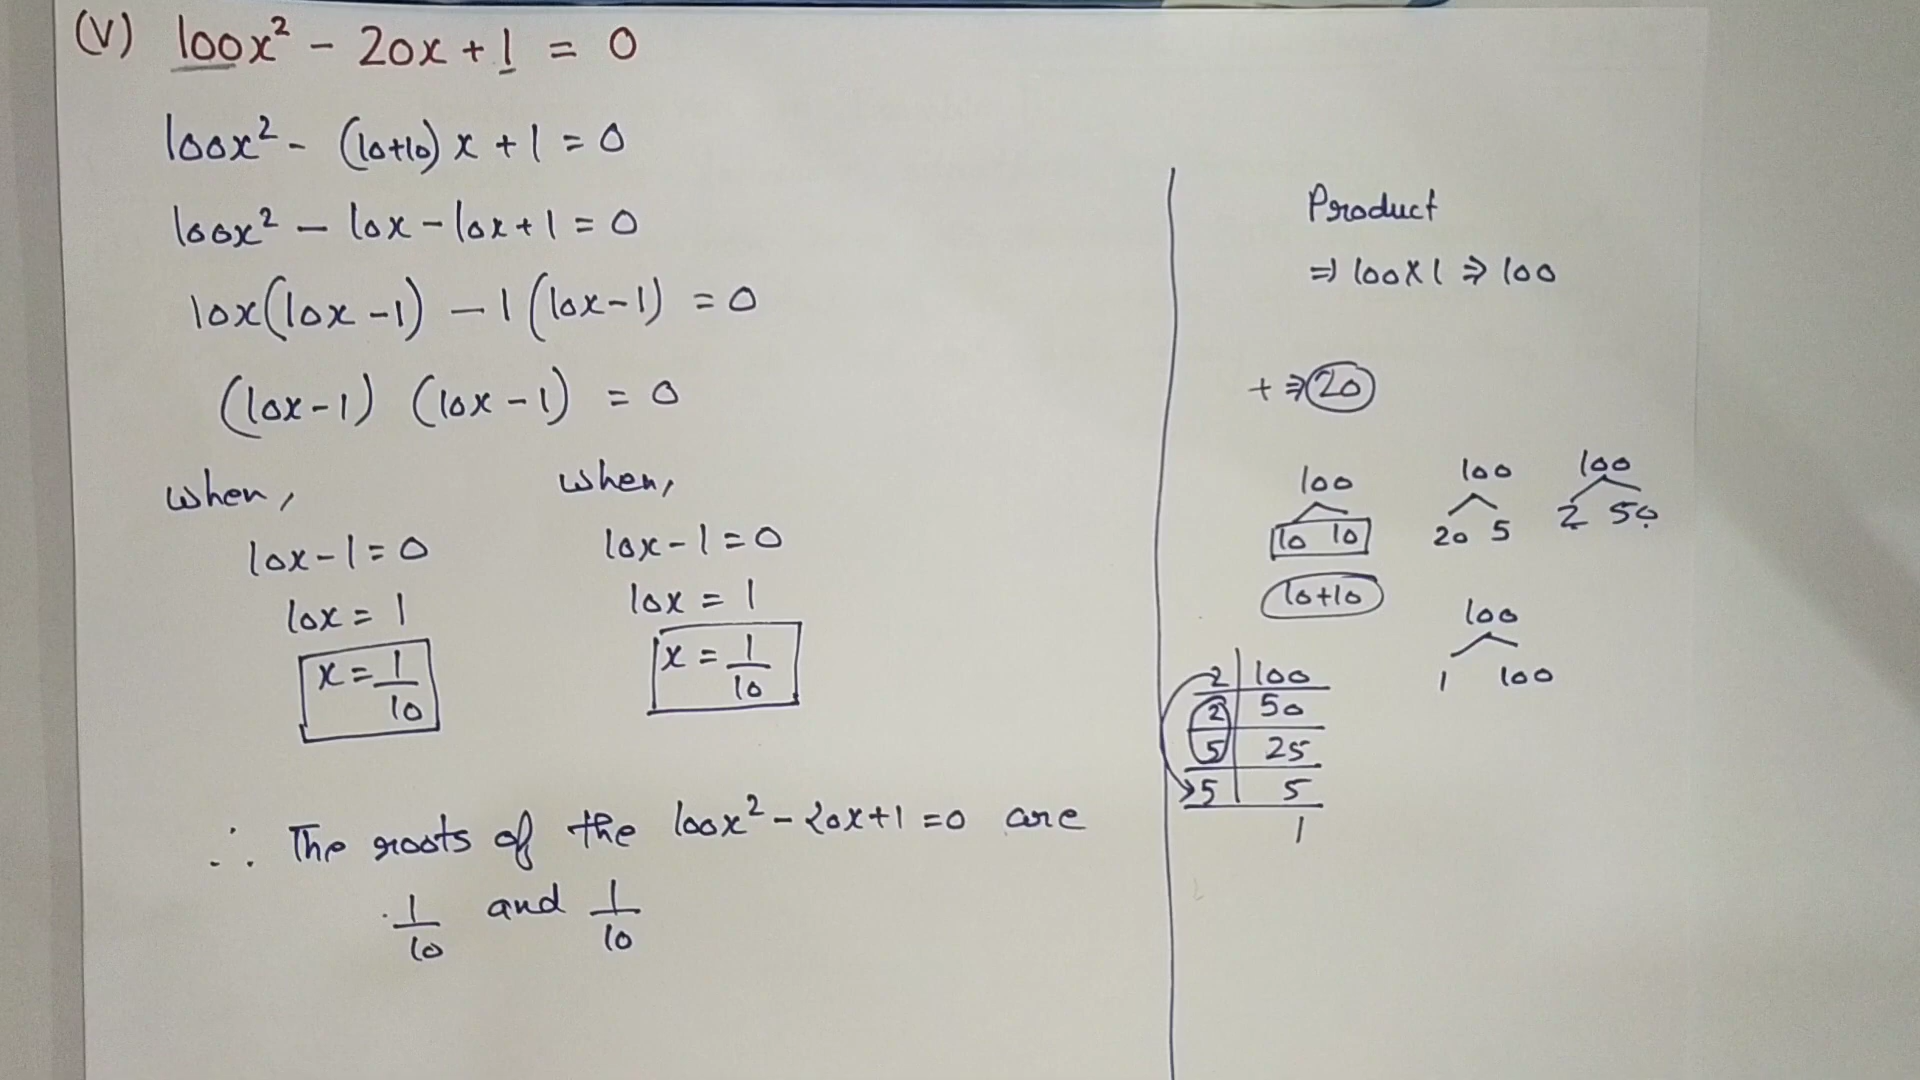 (V) 100x² - 20x + 1 = 0
100x² - (10+10) x + 1 = 0
100x² - 10x - 10x + 1 = 0
10x(10x - 1) - 1 (10x - 1) = 0
(10x - 1) (10x - 1) = 0
when,
10x - 1 = 0
10x = 1
x = 1/10
when,
10x - 1 = 0
10x = 1
x = 1/10
∴ The roots of the 100x² - 20x + 1 = 0 are
1/10 and 1/10
Product
⇒ 100 X 1 ⇒ 100
+ ⇒ 20
100 100 100
10 10 20 5 2 50
10+10
100
1 100
2 | 100
2 | 50
5 | 25
5 | 5
1